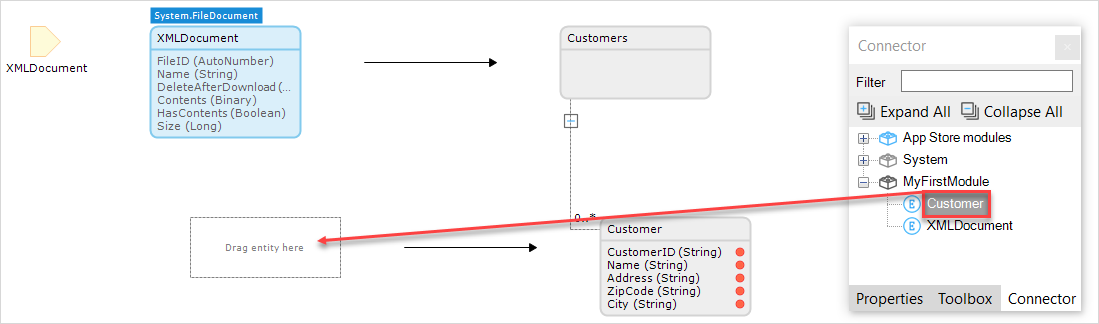 System.FileDocument
XMLDocument
XMLDocument
FileID (AutoNumber)
Name (String)
DeleteAfterDownload (...
Contents (Binary)
HasContents (Boolean)
Size (Long)
Customers
0..*
Drag entity here
Customer
CustomerID (String)
Name (String)
Address (String)
ZipCode (String)
City (String)
Connector
Filter
Expand All
Collapse All
App Store modules
System
MyFirstModule
Customer
XMLDocument
Properties
Toolbox
Connector